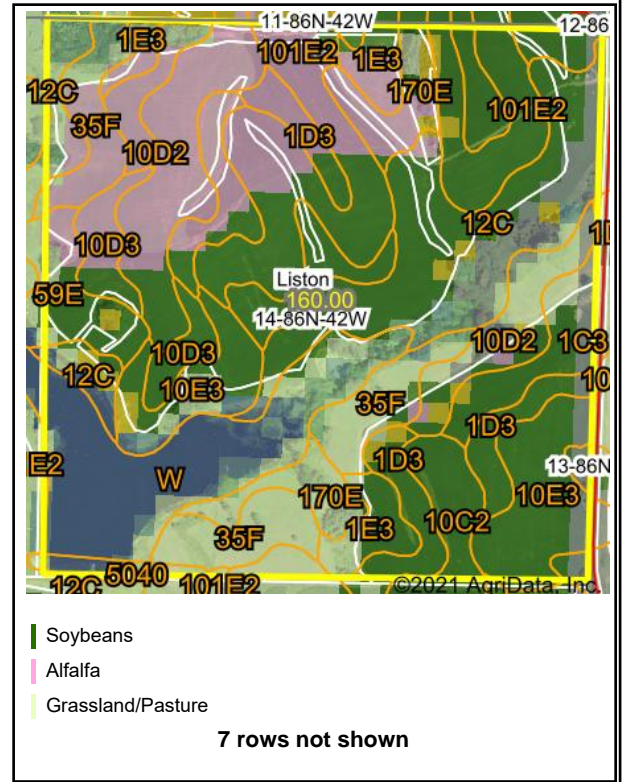 11-86N-42W
12-86
1E3
101E2
1E3
12C
170E
101E2
35F
1D3
10D2
12C
10D3
Liston
59E
160.00
14-86N-42W
10D2
1C3
10D3
12C
10E3
35F
1D3
1D3
13-86N
E2
W
170E
10E3
1E3
10C2
35F
12C
5040
101E2
©2021 AgriData, Inc.
Soybeans
Alfalfa
Grassland/Pasture
7 rows not shown